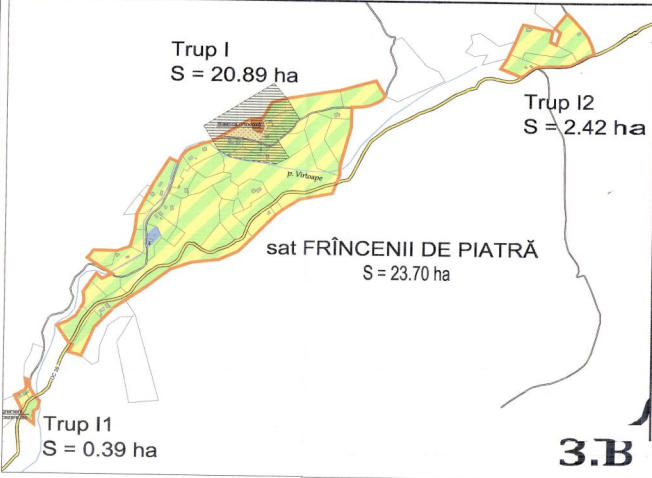 Trup I
S = 20.89 ha
Trup I2
S = 2.42 ha
p. Virtoape
sat FRÎNCENII DE PIATRĂ
S = 23.70 ha
Trup I1
S = 0.39 ha
3.B